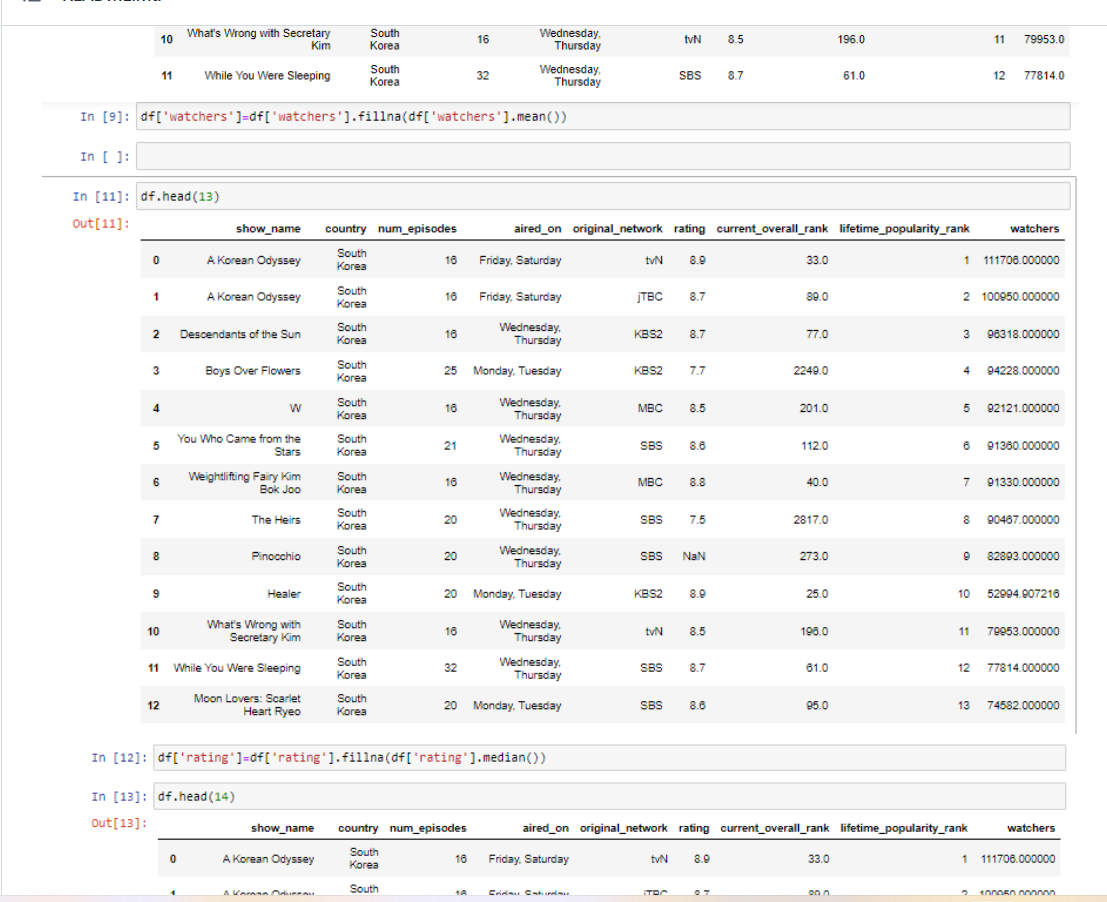 10 What's Wrong with Secretary Kim South Korea 16 Wednesday, Thursday tvN 8.5 196.0 11 79953.0
11 While You Were Sleeping South Korea 32 Wednesday, Thursday SBS 8.7 61.0 12 77814.0
In [9]: df['watchers']=df['watchers'].fillna(df['watchers'].mean())
In [ ]:
In [11]: df.head(13)
Out[11]:
show_name country num_episodes aired_on original_network rating current_overall_rank lifetime_popularity_rank watchers
0 A Korean Odyssey South Korea 16 Friday, Saturday tvN 8.9 33.0 1 111706.000000
1 A Korean Odyssey South Korea 16 Friday, Saturday jTBC 8.7 89.0 2 100950.000000
2 Descendants of the Sun South Korea 16 Wednesday, Thursday KBS2 8.7 77.0 3 96318.000000
3 Boys Over Flowers South Korea 25 Monday, Tuesday KBS2 7.7 2249.0 4 94228.000000
4 W South Korea 16 Wednesday, Thursday MBC 8.5 201.0 5 92121.000000
5 You Who Came from the Stars South Korea 21 Wednesday, Thursday SBS 8.6 112.0 6 91360.000000
6 Weightlifting Fairy Kim Bok Joo South Korea 16 Wednesday, Thursday MBC 8.8 40.0 7 91330.000000
7 The Heirs South Korea 20 Wednesday, Thursday SBS 7.5 2817.0 8 90467.000000
8 Pinocchio South Korea 20 Wednesday, Thursday SBS NaN 273.0 9 82893.000000
9 Healer South Korea 20 Monday, Tuesday KBS2 8.9 25.0 10 52994.907216
10 What's Wrong with Secretary Kim South Korea 16 Wednesday, Thursday tvN 8.5 196.0 11 79953.000000
11 While You Were Sleeping South Korea 32 Wednesday, Thursday SBS 8.7 61.0 12 77814.000000
12 Moon Lovers: Scarlet Heart Ryeo South Korea 20 Monday, Tuesday SBS 8.6 95.0 13 74582.000000
In [12]: df['rating']=df['rating'].fillna(df['rating'].median())
In [13]: df.head(14)
Out[13]:
show_name country num_episodes aired_on original_network rating current_overall_rank lifetime_popularity_rank watchers
0 A Korean Odyssey South Korea 16 Friday, Saturday tvN 8.9 33.0 1 111706.000000
1 A Korean Odyssey South 16 Friday, Saturday jTBC 8.7 89.0 2 100950.000000